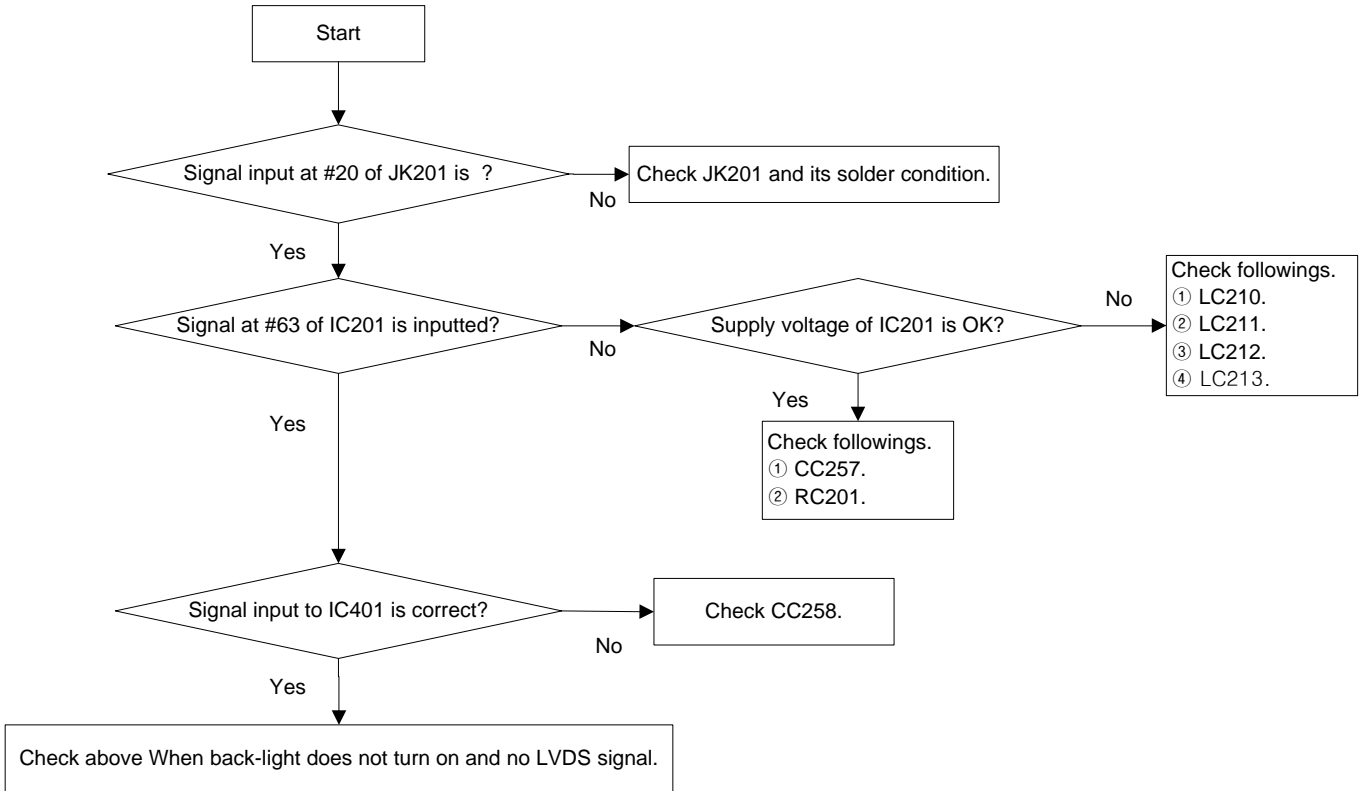 Start
Signal input at #20 of JK201 is ?
No
Check JK201 and its solder condition.
Yes
Signal at #63 of IC201 is inputted?
No
Supply voltage of IC201 is OK?
No
Check followings.
① LC210.
② LC211.
③ LC212.
④ LC213.
Yes
Check followings.
① CC257.
② RC201.
Yes
Signal input to IC401 is correct?
No
Check CC258.
Yes
Check above When back-light does not turn on and no LVDS signal.